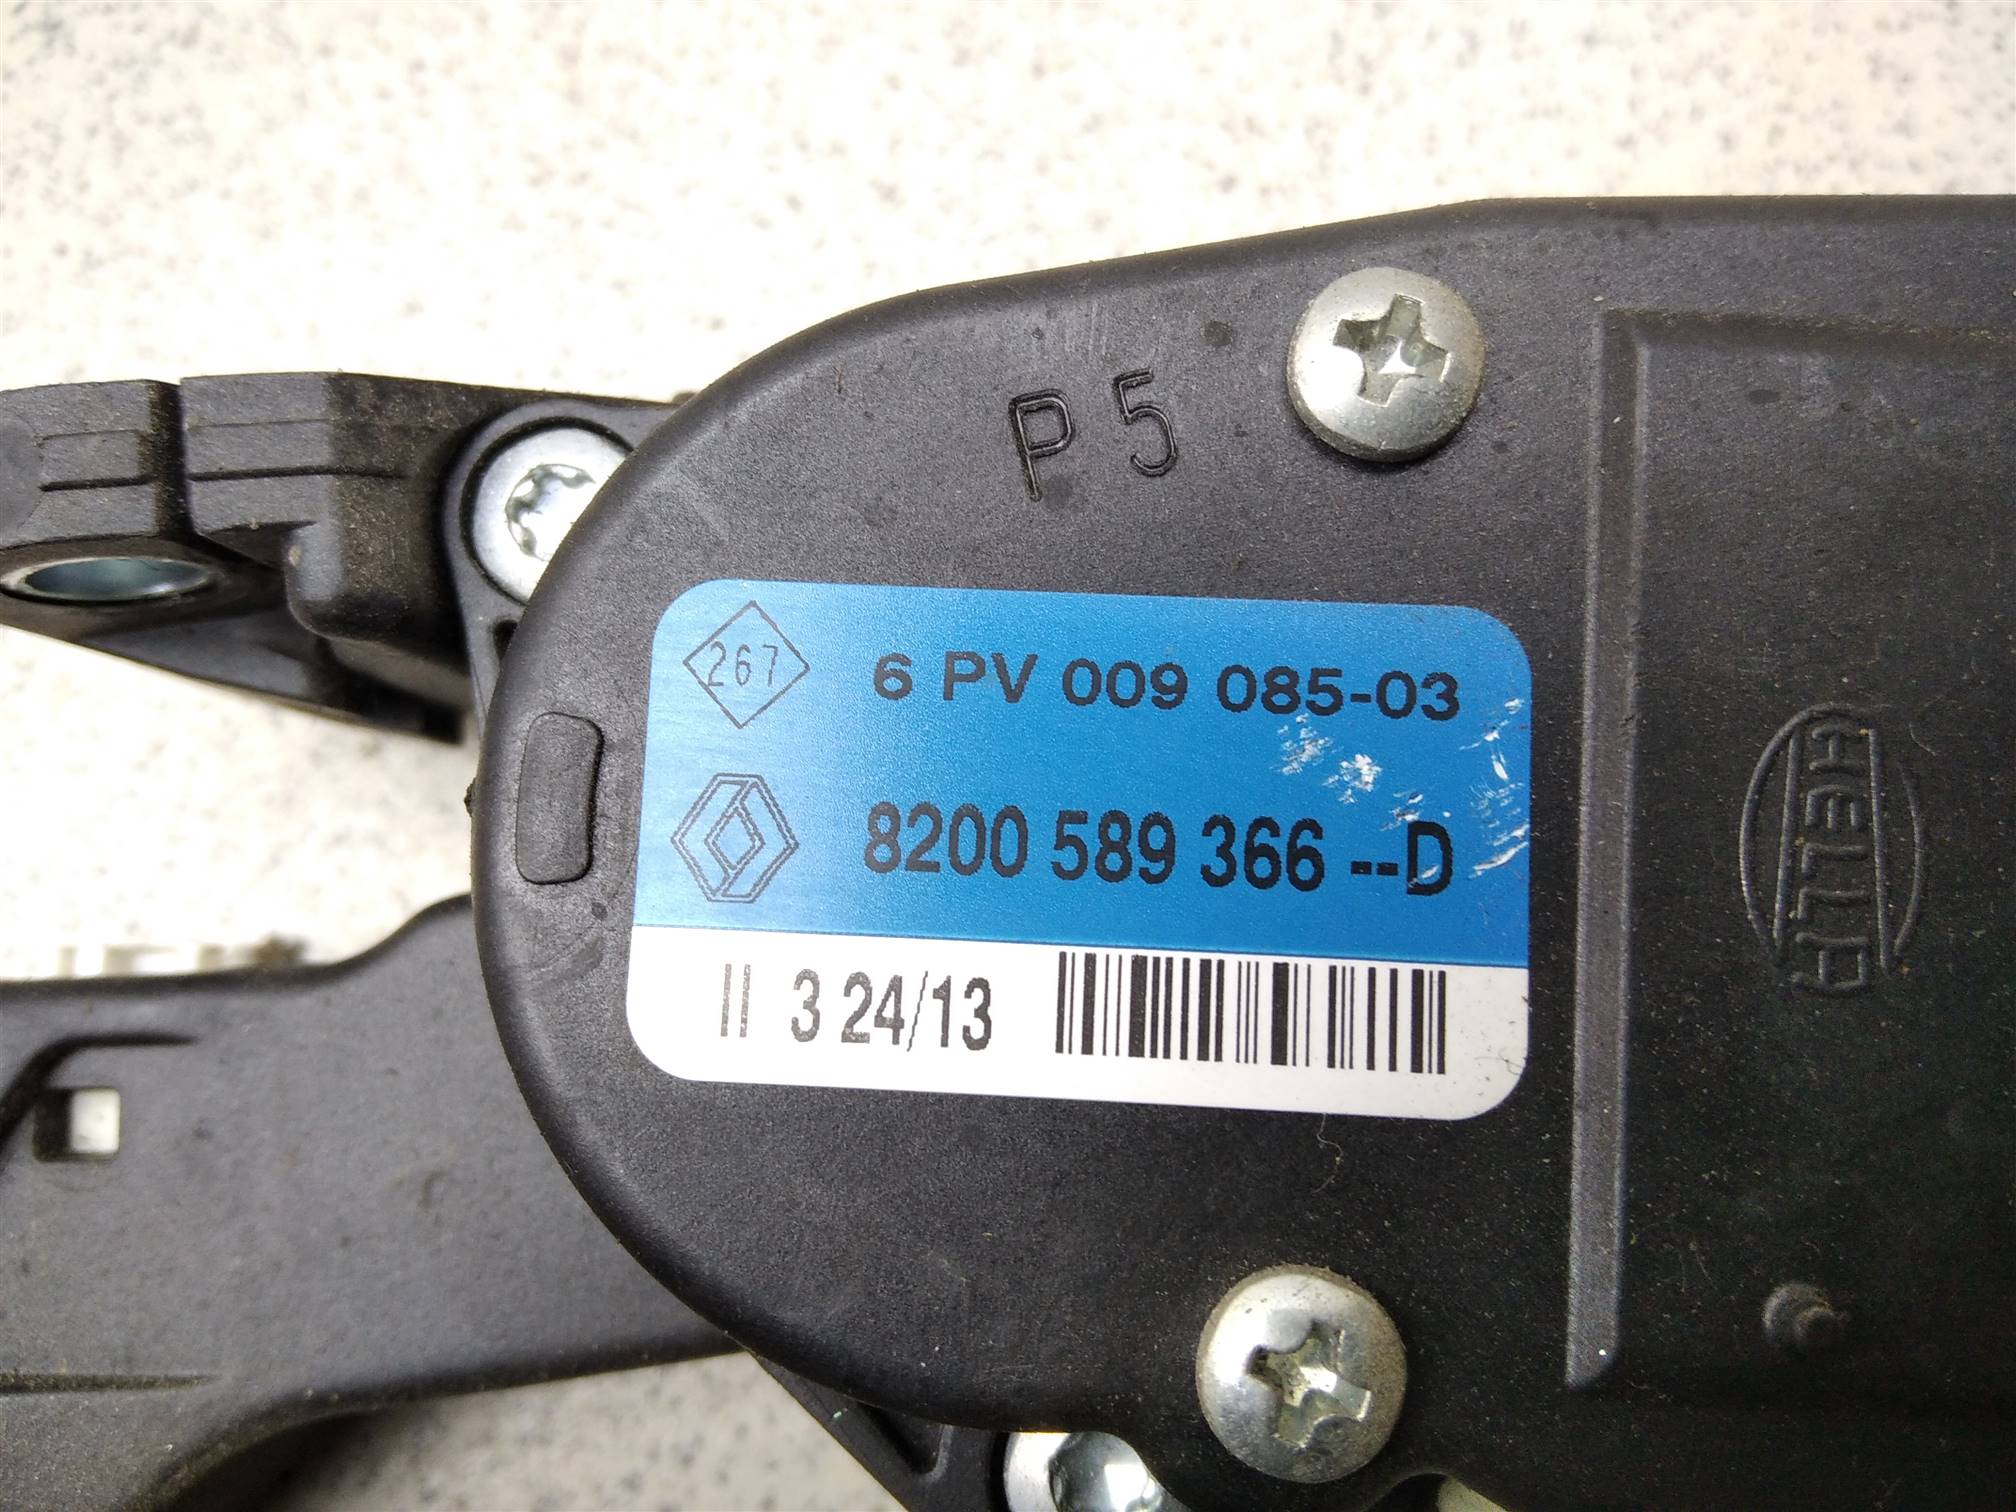 P5
267
6 PV 009 085-03
8200 589 366 --D
II 3 24/13
HELLA